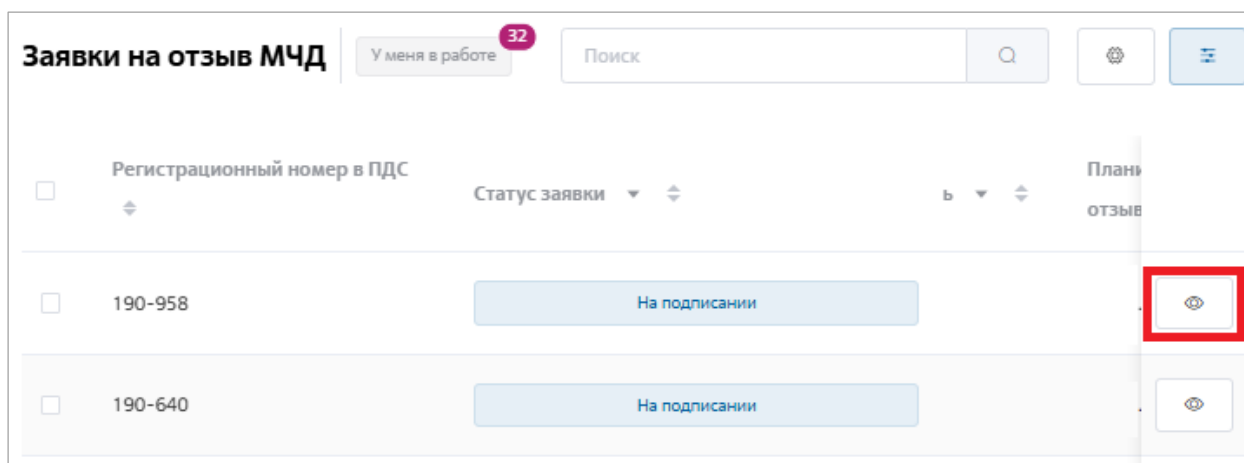 Заявки на отзыв МЧД
У меня в работе
32
Поиск
Регистрационный номер в ПДС
Статус заявки
ь
Плани
отзыв
190-958
На подписании
190-640
На подписании